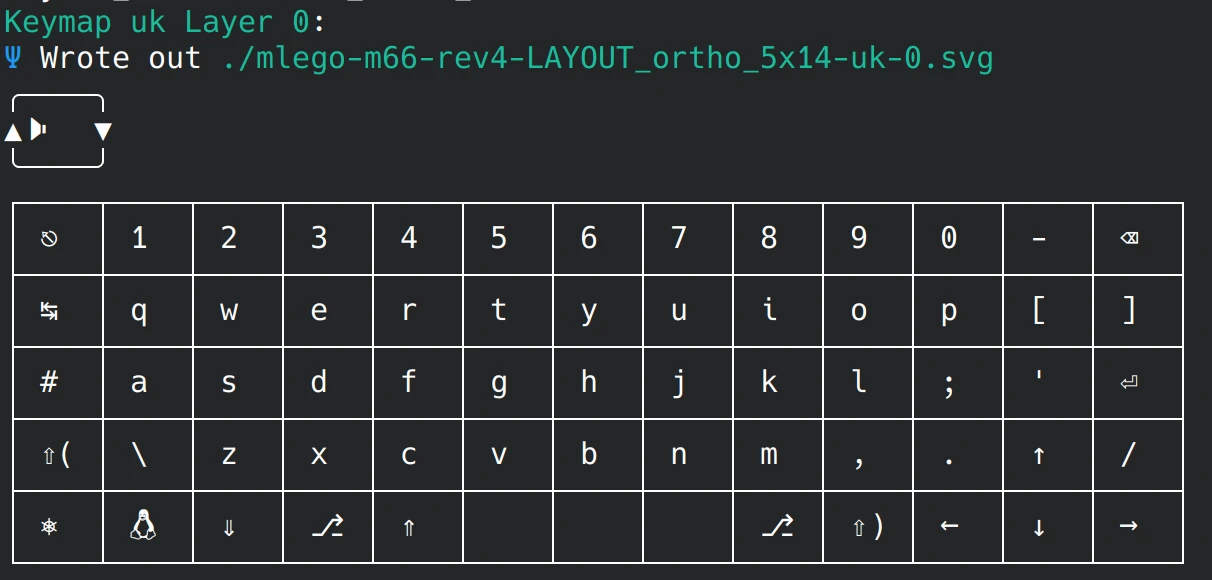 Keymap uk Layer 0:
Ψ Wrote out ./mlego-m66-rev4-LAYOUT_ortho_5x14-uk-0.svg
▲ ▼
⎋ 1 2 3 4 5 6 7 8 9 0 - ⌫
↹ q w e r t y u i o p [ ]
# a s d f g h j k l ; ' ⏎
⇧( \ z x c v b n m , . ↑ /
⎈ 🐧 ⇓ ⎇ ⇑ ⎇ ⇧) ← ↓ →